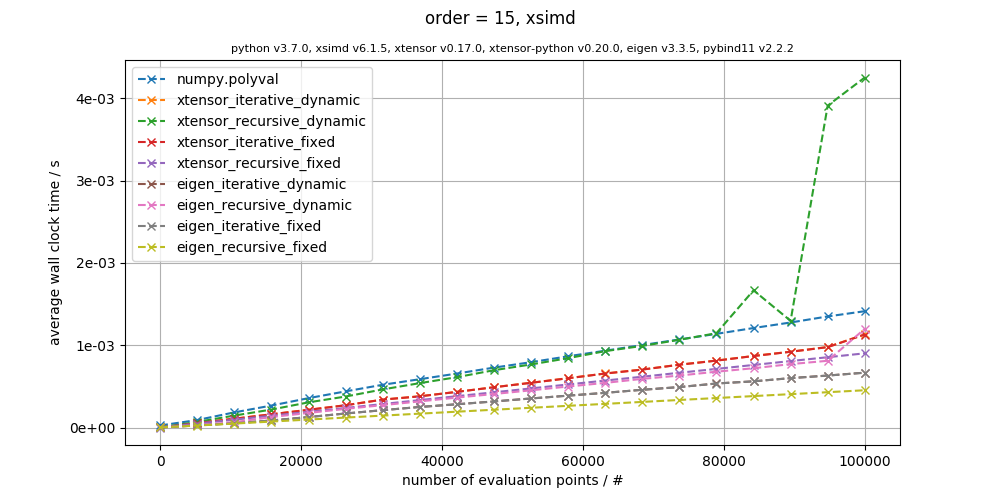 order = 15, xsimd
python v3.7.0, xsimd v6.1.5, xtensor v0.17.0, xtensor-python v0.20.0, eigen v3.3.5, pybind11 v2.2.2
numpy.polyval
xtensor_iterative_dynamic
xtensor_recursive_dynamic
xtensor_iterative_fixed
xtensor_recursive_fixed
eigen_iterative_dynamic
eigen_recursive_dynamic
eigen_iterative_fixed
eigen_recursive_fixed
average wall clock time / s
4e-03
3e-03
2e-03
1e-03
0e+00
0 20000 40000 60000 80000 100000
number of evaluation points / #